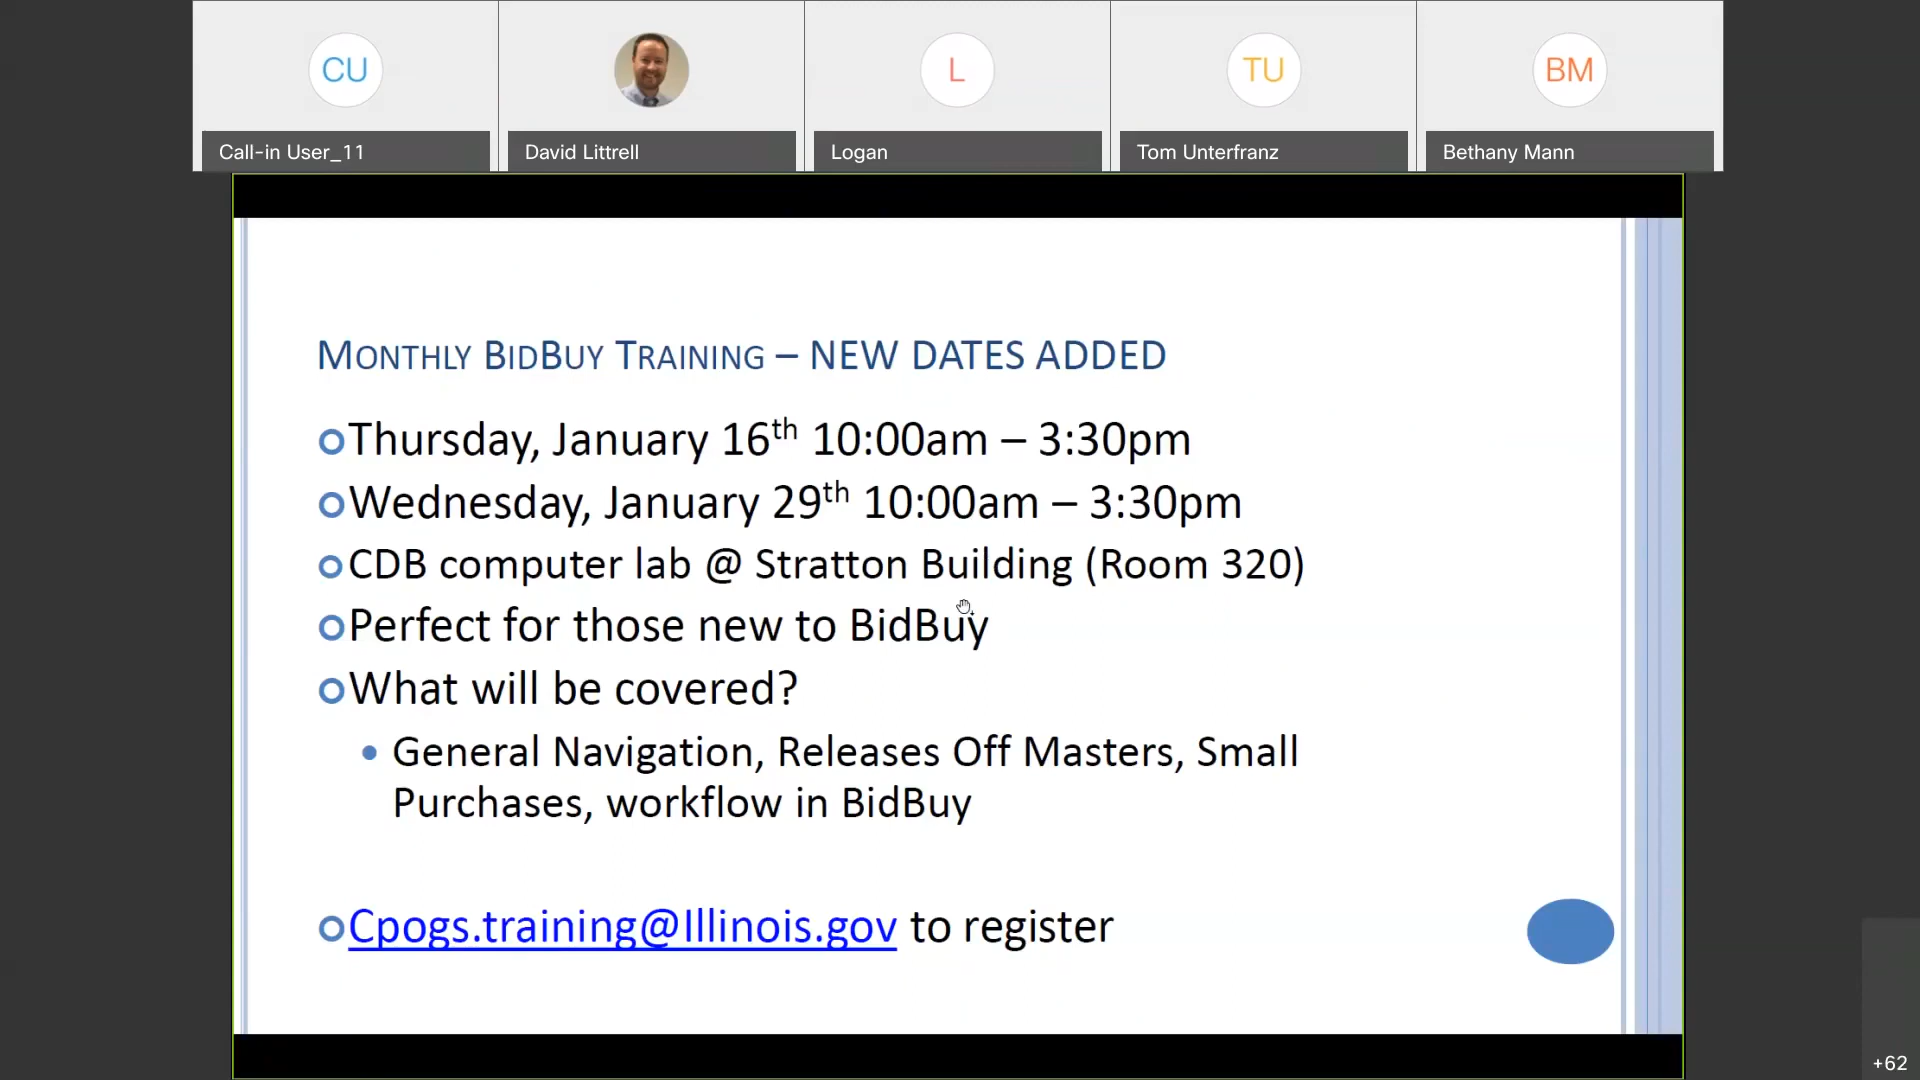 CU
L
TU
BM
Call-in User_11
David Littrell
Logan
Tom Unterfranz
Bethany Mann
MONTHLY BIDBUY TRAINING – NEW DATES ADDED
Thursday, January 16th 10:00am – 3:30pm
Wednesday, January 29th 10:00am – 3:30pm
CDB computer lab @ Stratton Building (Room 320)
Perfect for those new to BidBuy
What will be covered?
General Navigation, Releases Off Masters, Small
Purchases, workflow in BidBuy
Cpogs.training@Illinois.gov to register
+62